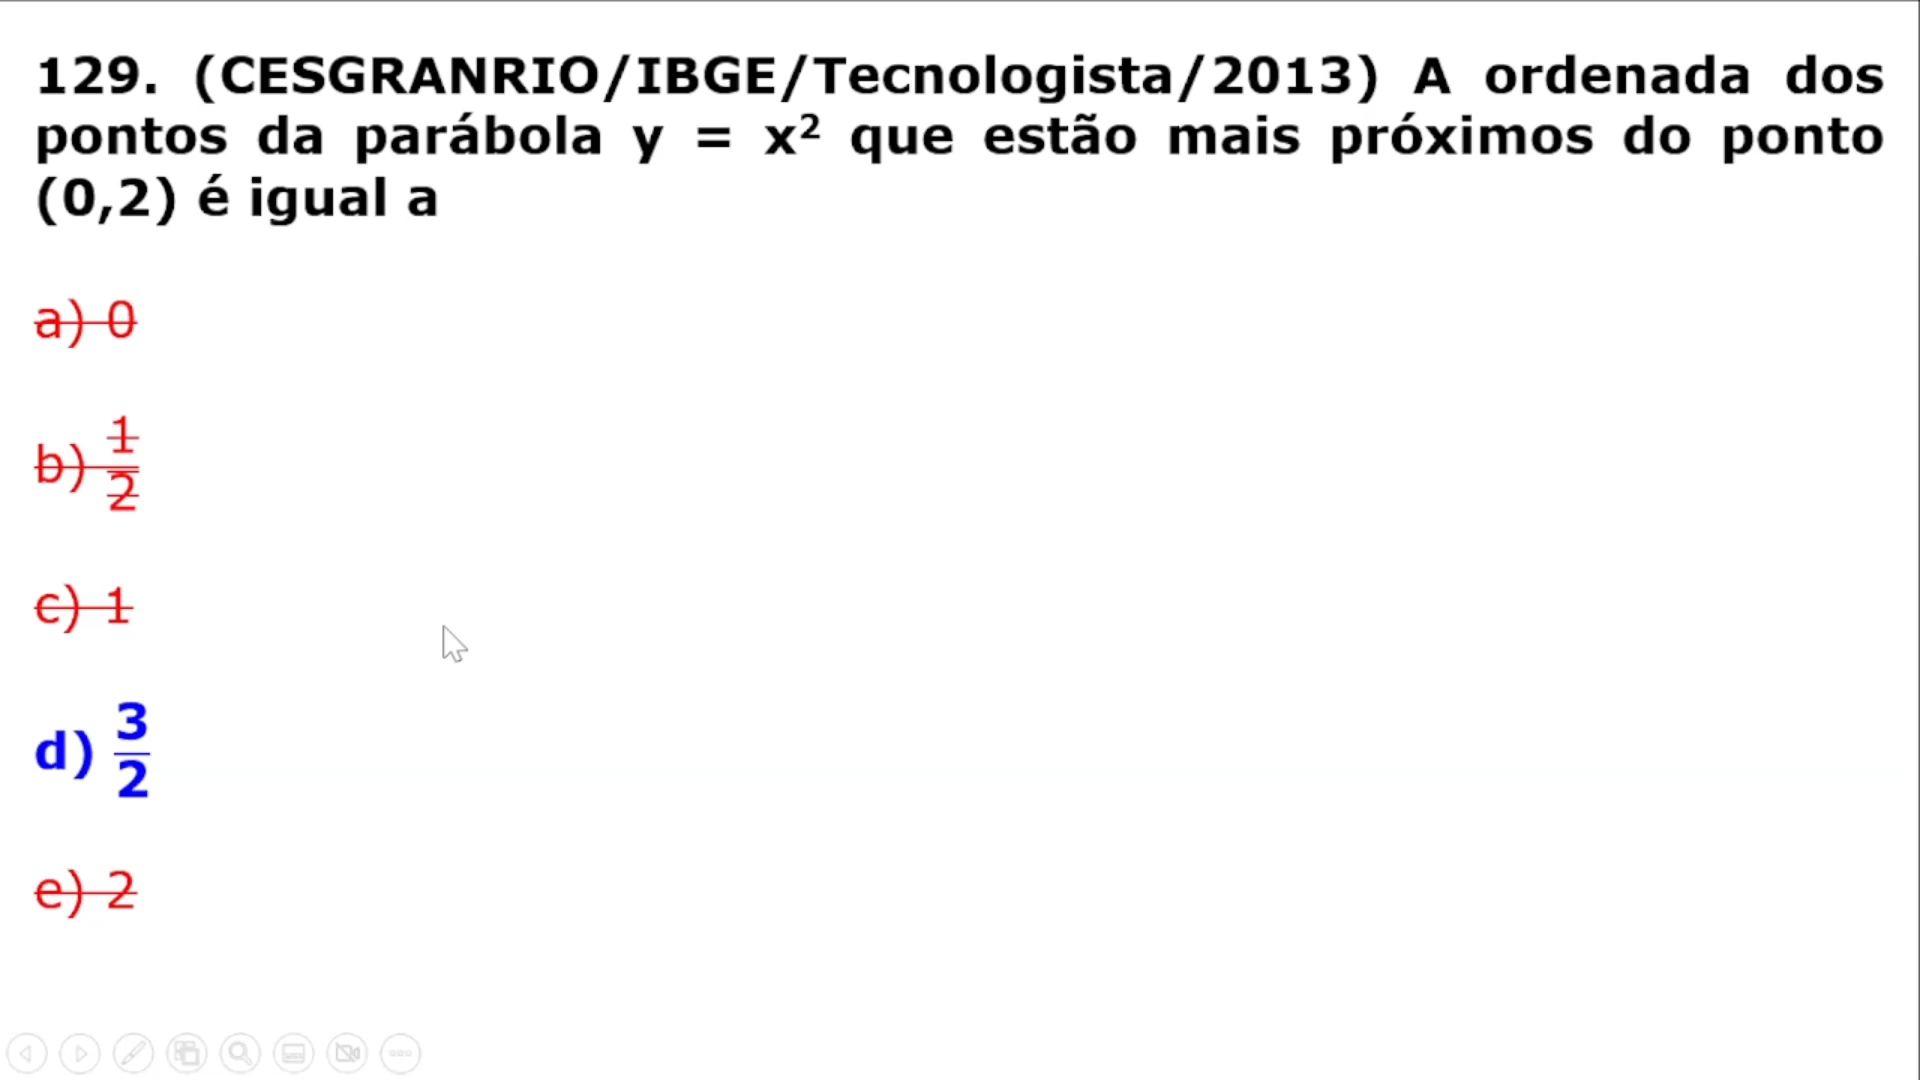 129. (CESGRANRIO/IBGE/Tecnologista/2013) A ordenada dos
pontos da parábola y = x² que estão mais próximos do ponto
(0,2) é igual a
a) 0
b) 1/2
c) 1
d) 3/2
e) 2